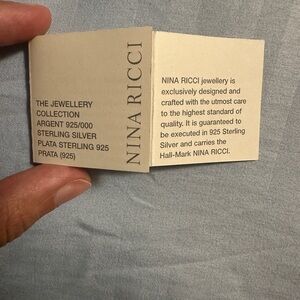 THE JEWELLERY
COLLECTION
ARGENT 925/000
STERLING SILVER
PLATA STERLING 925
PRATA (925)
NINA RICCI
NINA RICCI jewellery is
exclusively designed and
crafted with the utmost care
to the highest standard of
quality. It is guaranteed to
be executed in 925 Sterling
Silver and carries the
Hall-Mark NINA RICCI.